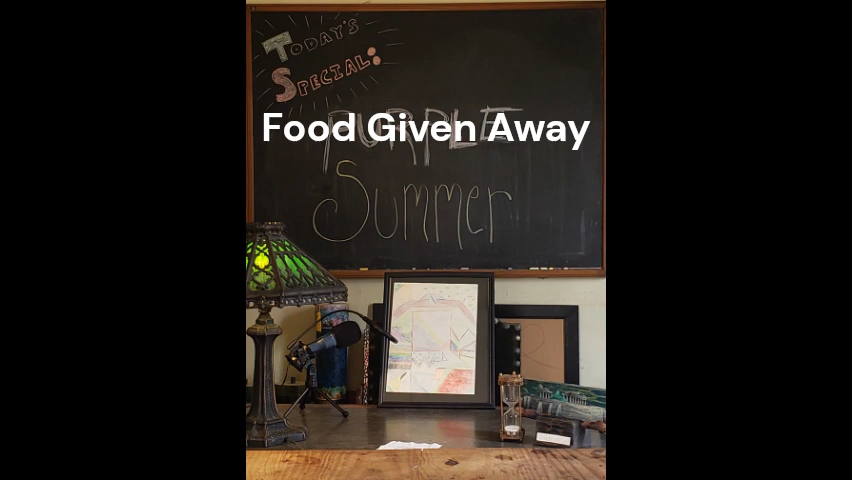 TODAY'S
SPECIAL:
PURPLE
Food Given Away
Summer